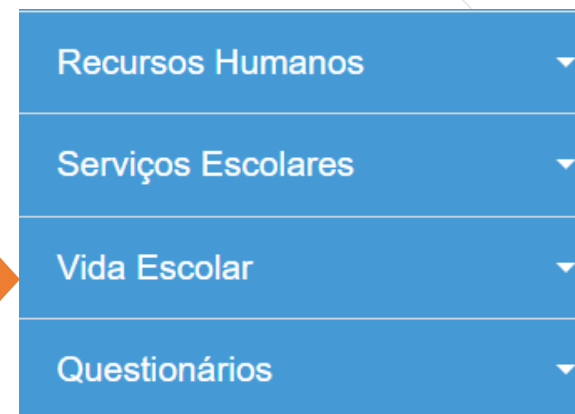 Recursos Humanos
Serviços Escolares
Vida Escolar
Questionários